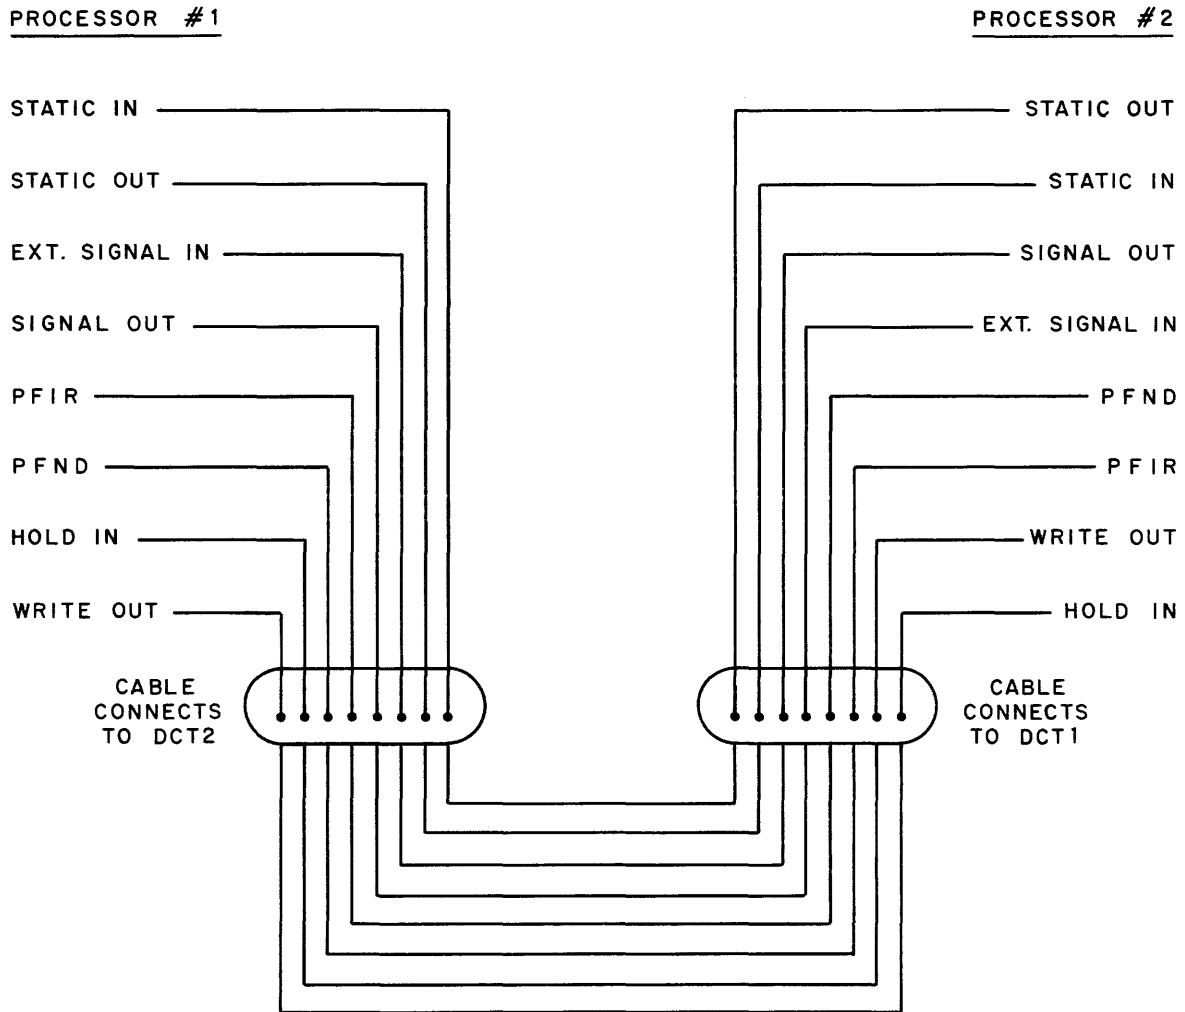 PROCESSOR #1
PROCESSOR #2
STATIC IN
STATIC OUT
STATIC OUT
STATIC IN
EXT. SIGNAL IN
SIGNAL OUT
SIGNAL OUT
EXT. SIGNAL IN
PFIR
PFND
PFND
PFIR
HOLD IN
WRITE OUT
WRITE OUT
HOLD IN
CABLE
CONNECTS
TO DCT2
CABLE
CONNECTS
TO DCT1